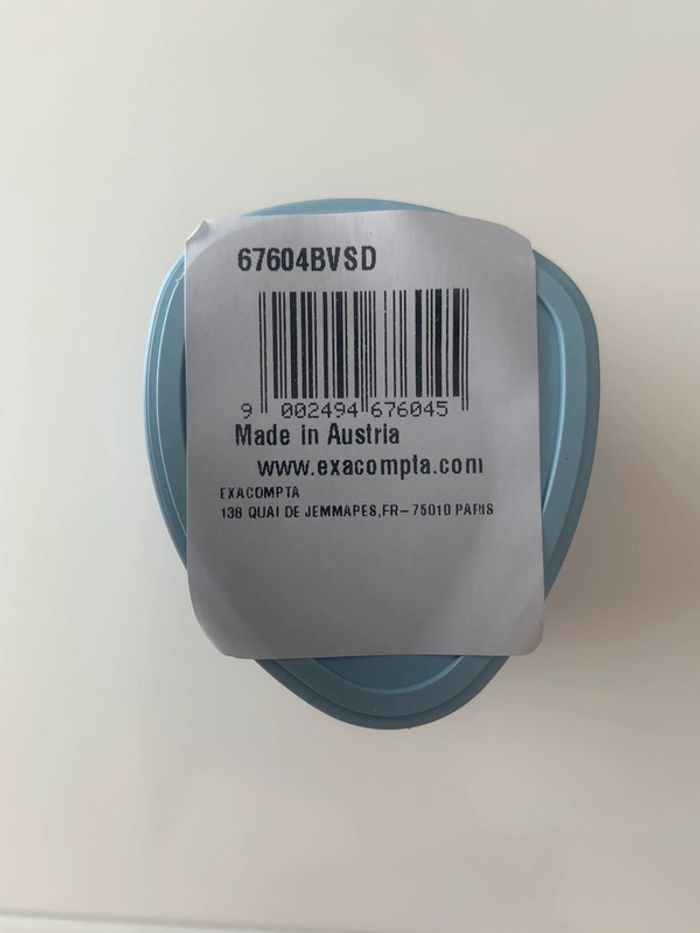 67604BVSD
9 002494 676045
Made in Austria
www.exacompta.com
EXACOMPTA
138 QUAI DE JEMMAPES,FR-75010 PARIS